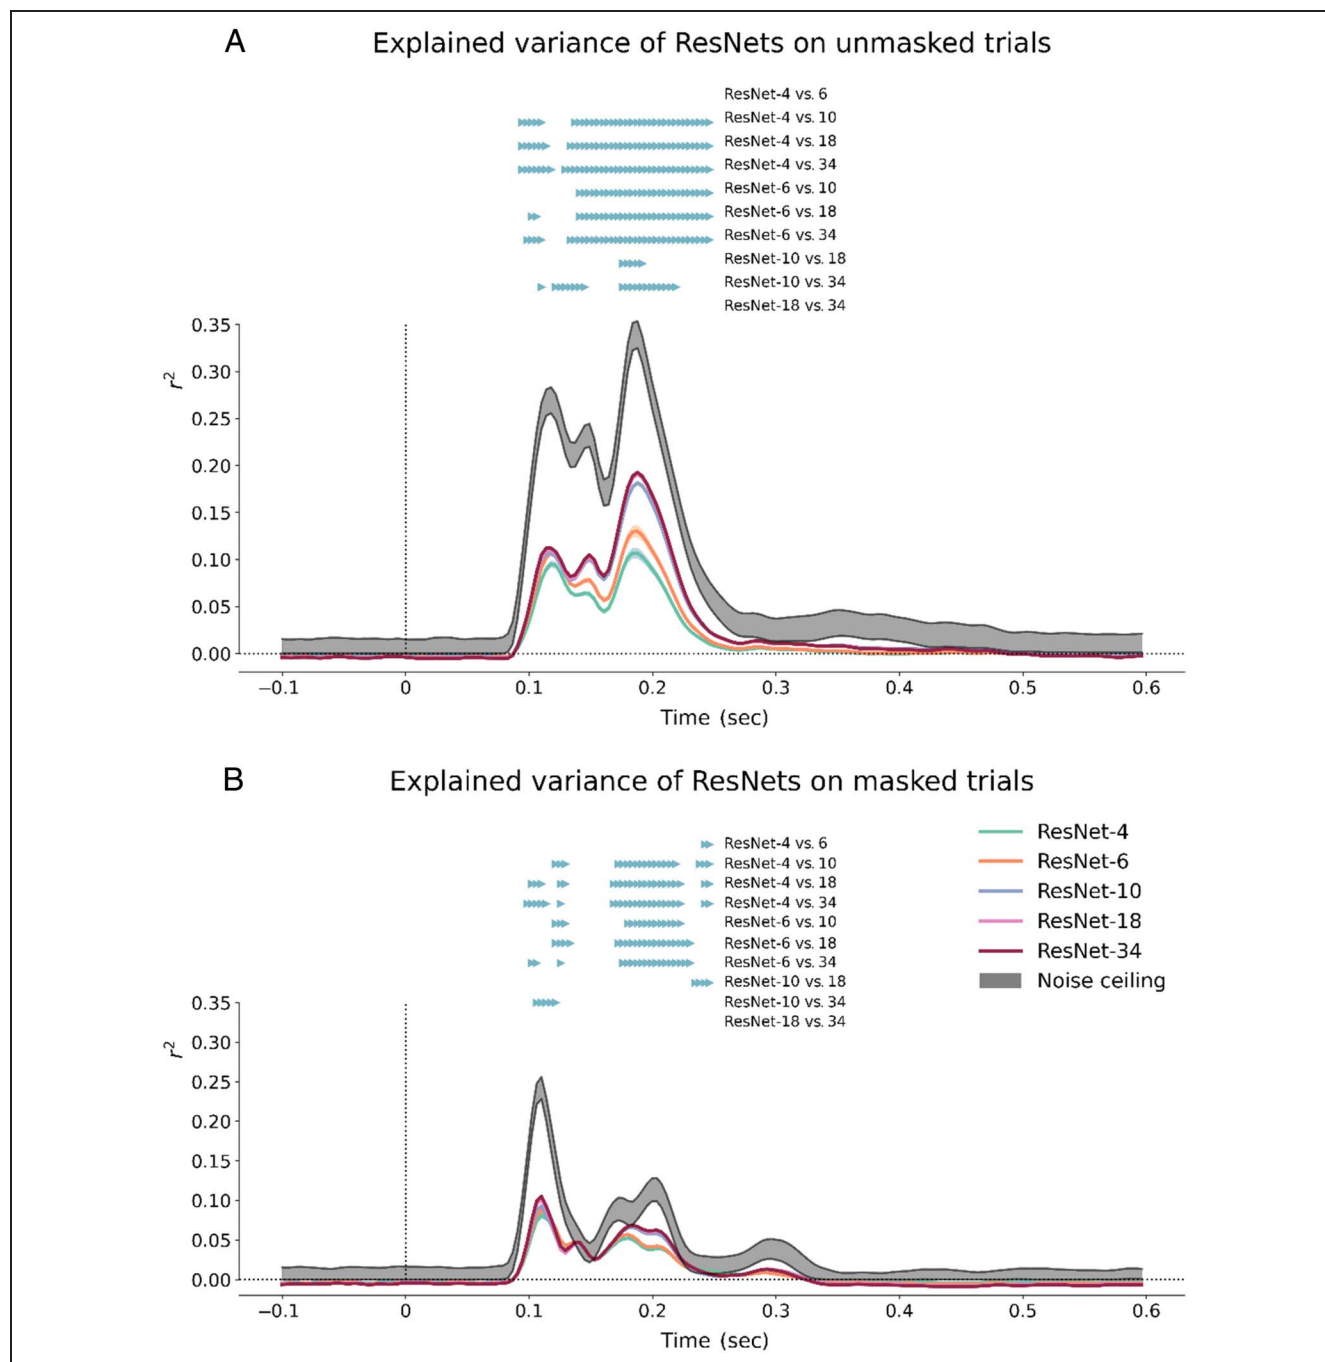 A
Explained variance of ResNets on unmasked trials
ResNet-4 vs. 6
ResNet-4 vs. 10
ResNet-4 vs. 18
ResNet-4 vs. 34
ResNet-6 vs. 10
ResNet-6 vs. 18
ResNet-6 vs. 34
ResNet-10 vs. 18
ResNet-10 vs. 34
ResNet-18 vs. 34
0.35
0.30
0.25
0.20
0.15
0.10
0.05
0.00
r²
−0.1 0 0.1 0.2 0.3 0.4 0.5 0.6
Time (sec)
B
Explained variance of ResNets on masked trials
ResNet-4 vs. 6
ResNet-4 vs. 10
ResNet-4 vs. 18
ResNet-4 vs. 34
ResNet-6 vs. 10
ResNet-6 vs. 18
ResNet-6 vs. 34
ResNet-10 vs. 18
ResNet-10 vs. 34
ResNet-18 vs. 34
ResNet-4
ResNet-6
ResNet-10
ResNet-18
ResNet-34
Noise ceiling
0.35
0.30
0.25
0.20
0.15
0.10
0.05
0.00
r²
−0.1 0 0.1 0.2 0.3 0.4 0.5 0.6
Time (sec)